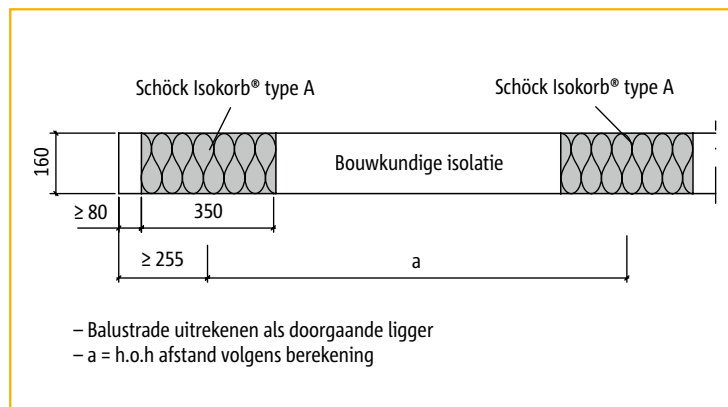 Schöck Isokorb® type A
Schöck Isokorb® type A
160
Bouwkundige isolatie
≥ 80
350
≥ 255
a
– Balustrade uitrekenen als doorgaande ligger
– a = h.o.h afstand volgens berekening